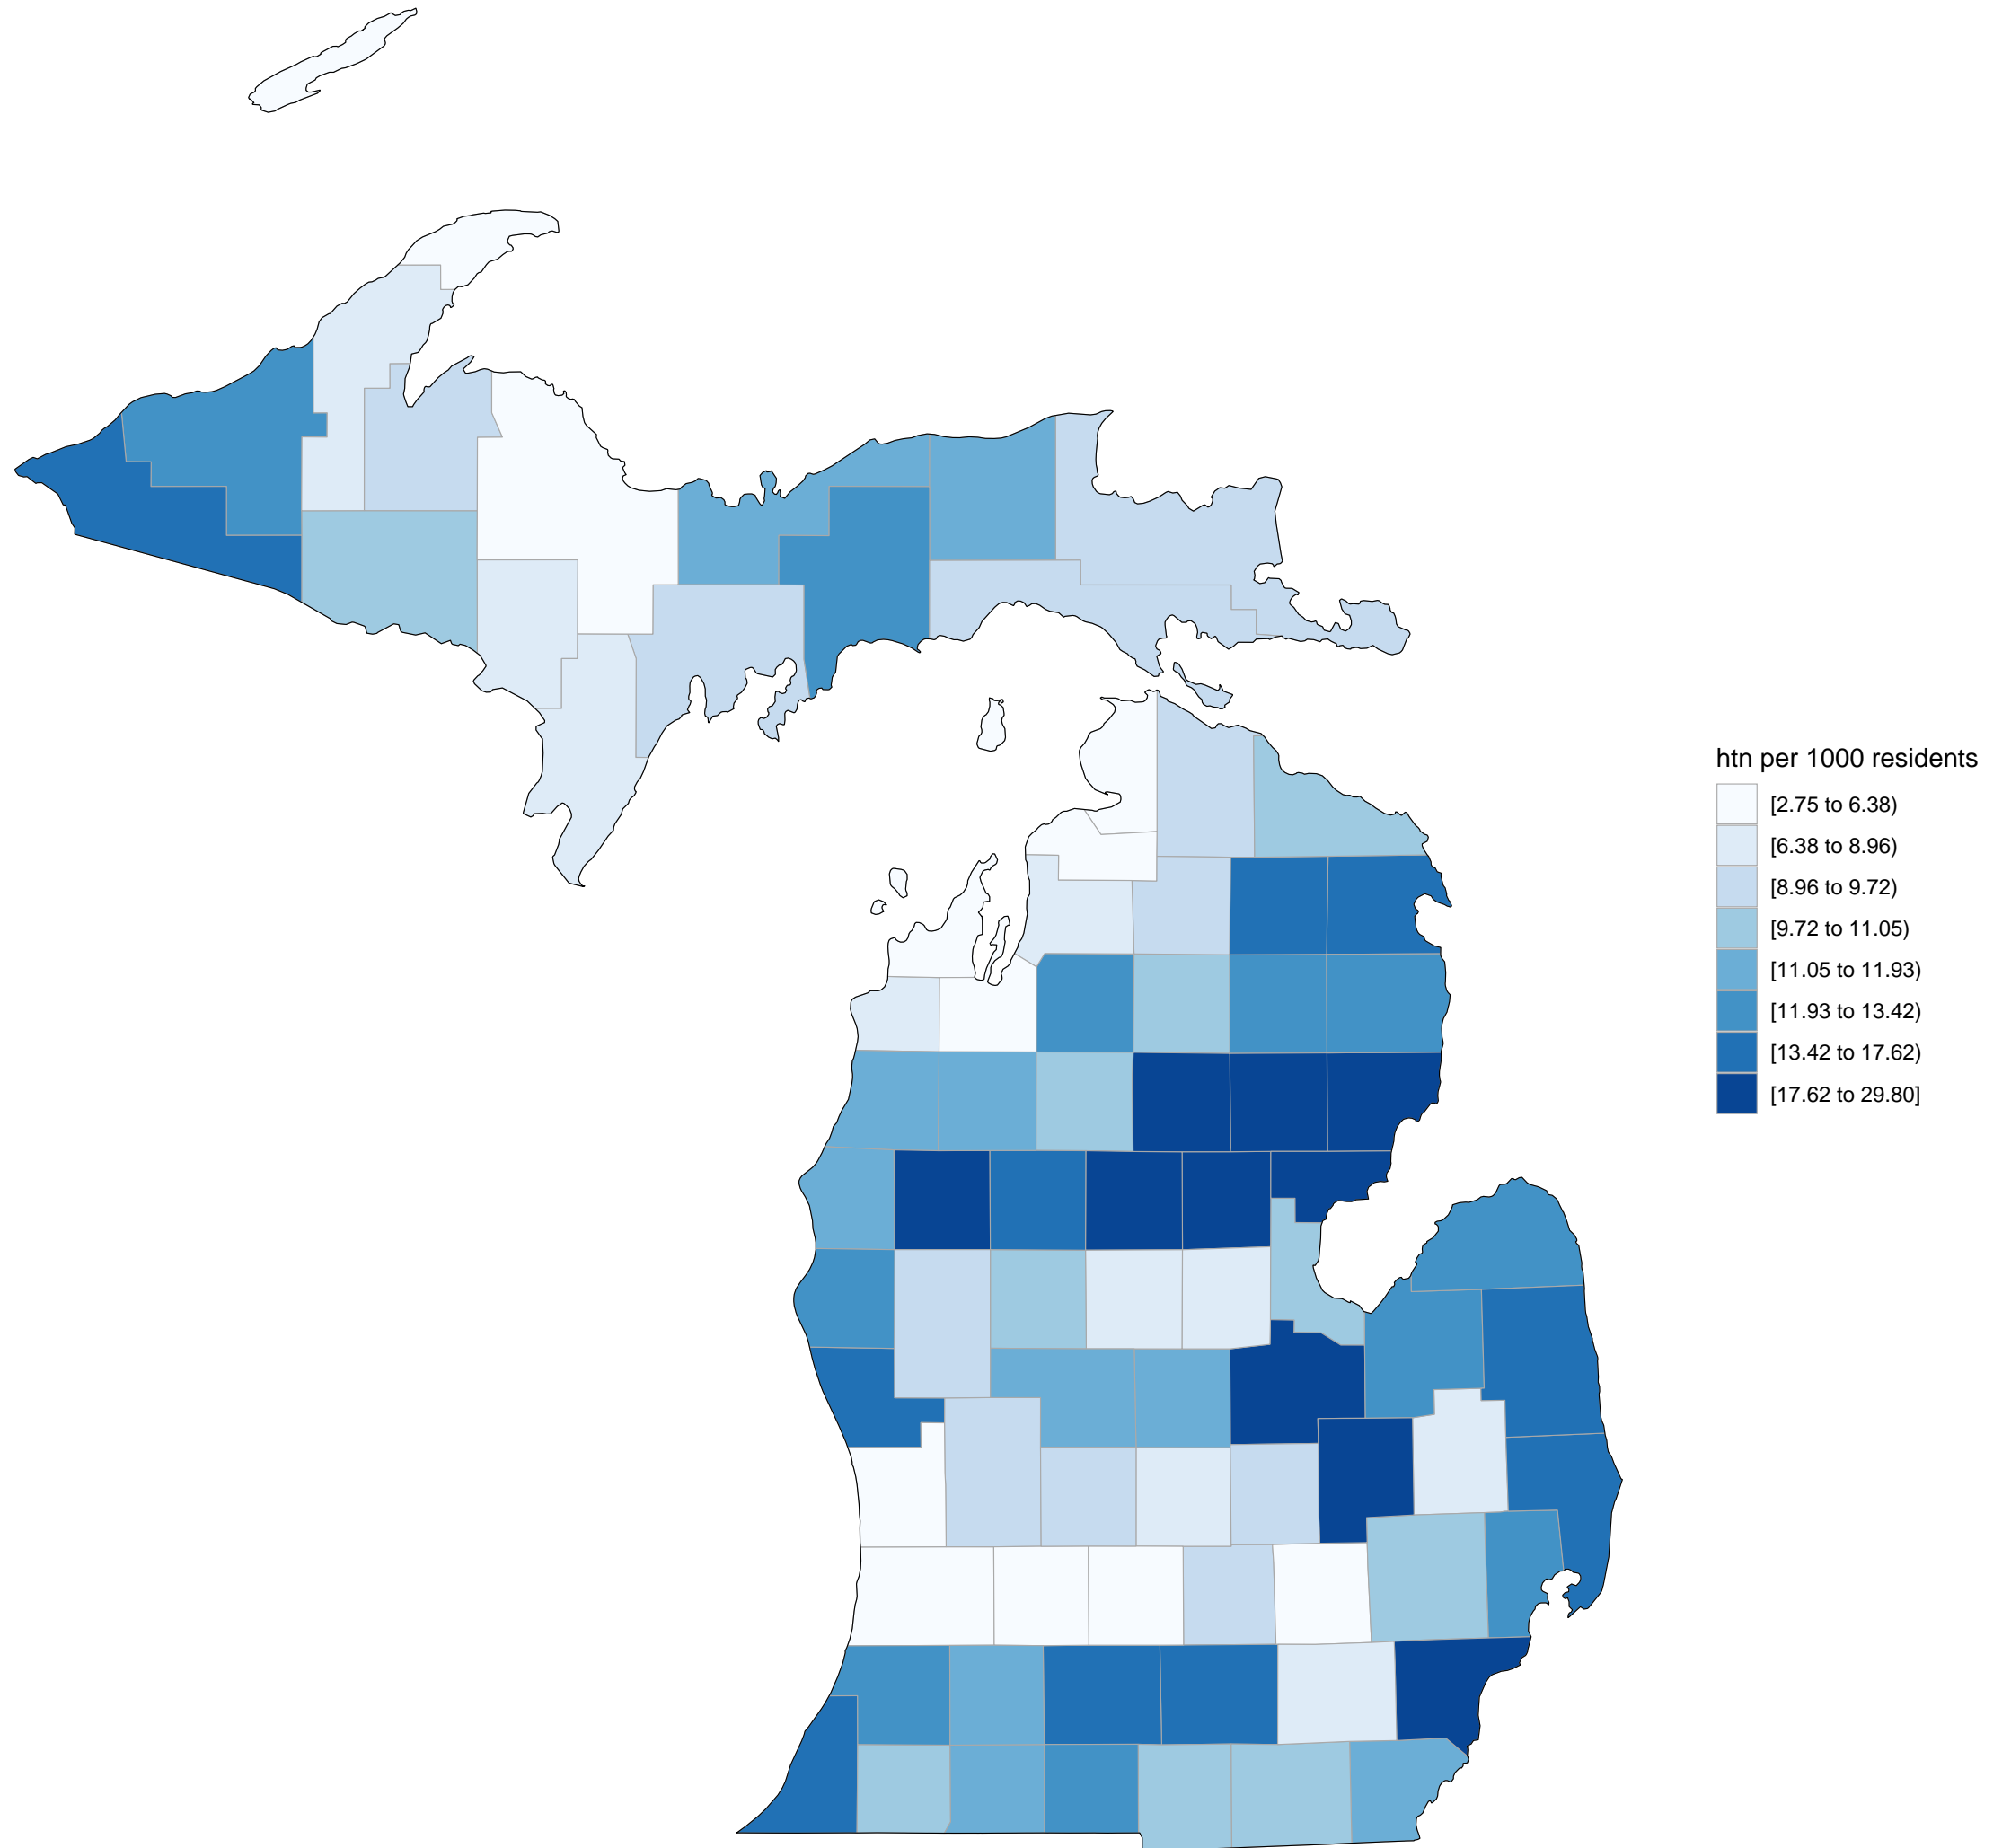 htn per 1000 residents
[2.75 to 6.38)
[6.38 to 8.96)
[8.96 to 9.72)
[9.72 to 11.05)
[11.05 to 11.93)
[11.93 to 13.42)
[13.42 to 17.62)
[17.62 to 29.80]